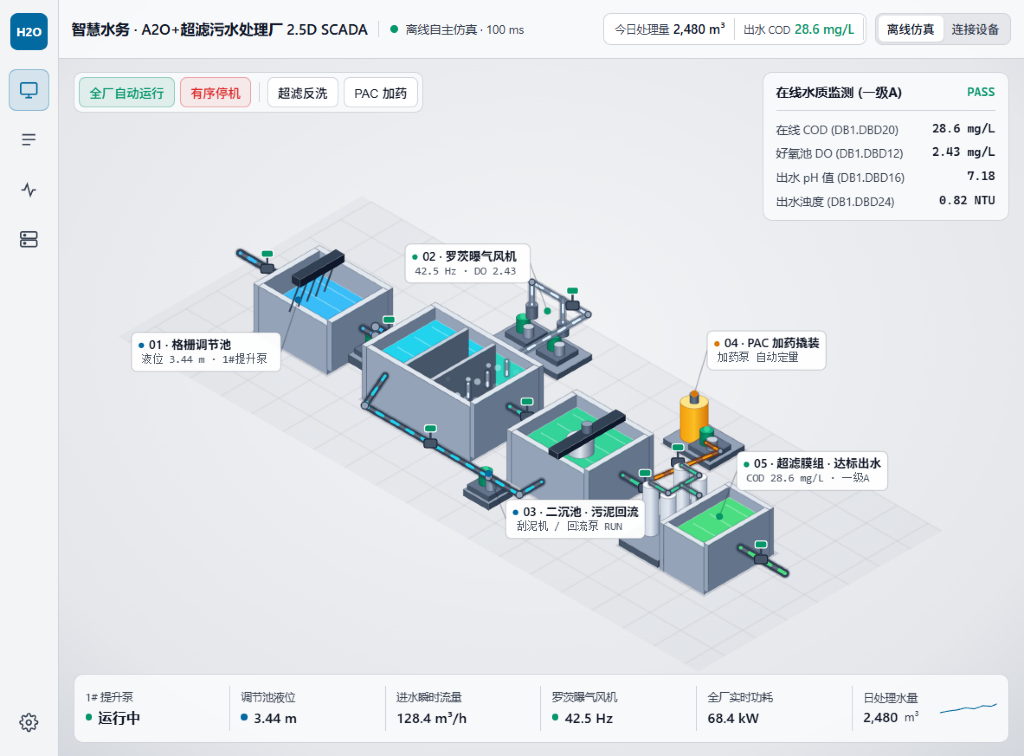 H2O
智慧水务 · A2O+超滤污水处理厂 2.5D SCADA
离线自主仿真 · 100 ms
今日处理量 2,480 m³
出水 COD 28.6 mg/L
离线仿真
连接设备
全厂自动运行
有序停机
超滤反洗
PAC 加药
在线水质监测 (一级A)
PASS
在线 COD (DB1.DBD20)
28.6 mg/L
好氧池 DO (DB1.DBD12)
2.43 mg/L
出水 pH 值 (DB1.DBD16)
7.18
出水浊度 (DB1.DBD24)
0.82 NTU
02 · 罗茨曝气风机
42.5 Hz · DO 2.43
01 · 格栅调节池
液位 3.44 m · 1#提升泵
04 · PAC 加药撬装
加药泵 自动定量
05 · 超滤膜组 · 达标出水
COD 28.6 mg/L · 一级A
03 · 二沉池 · 污泥回流
刮泥机 / 回流泵 RUN
1# 提升泵
运行中
调节池液位
3.44 m
进水瞬时流量
128.4 m³/h
罗茨曝气风机
42.5 Hz
全厂实时功耗
68.4 kW
日处理水量
2,480 m³